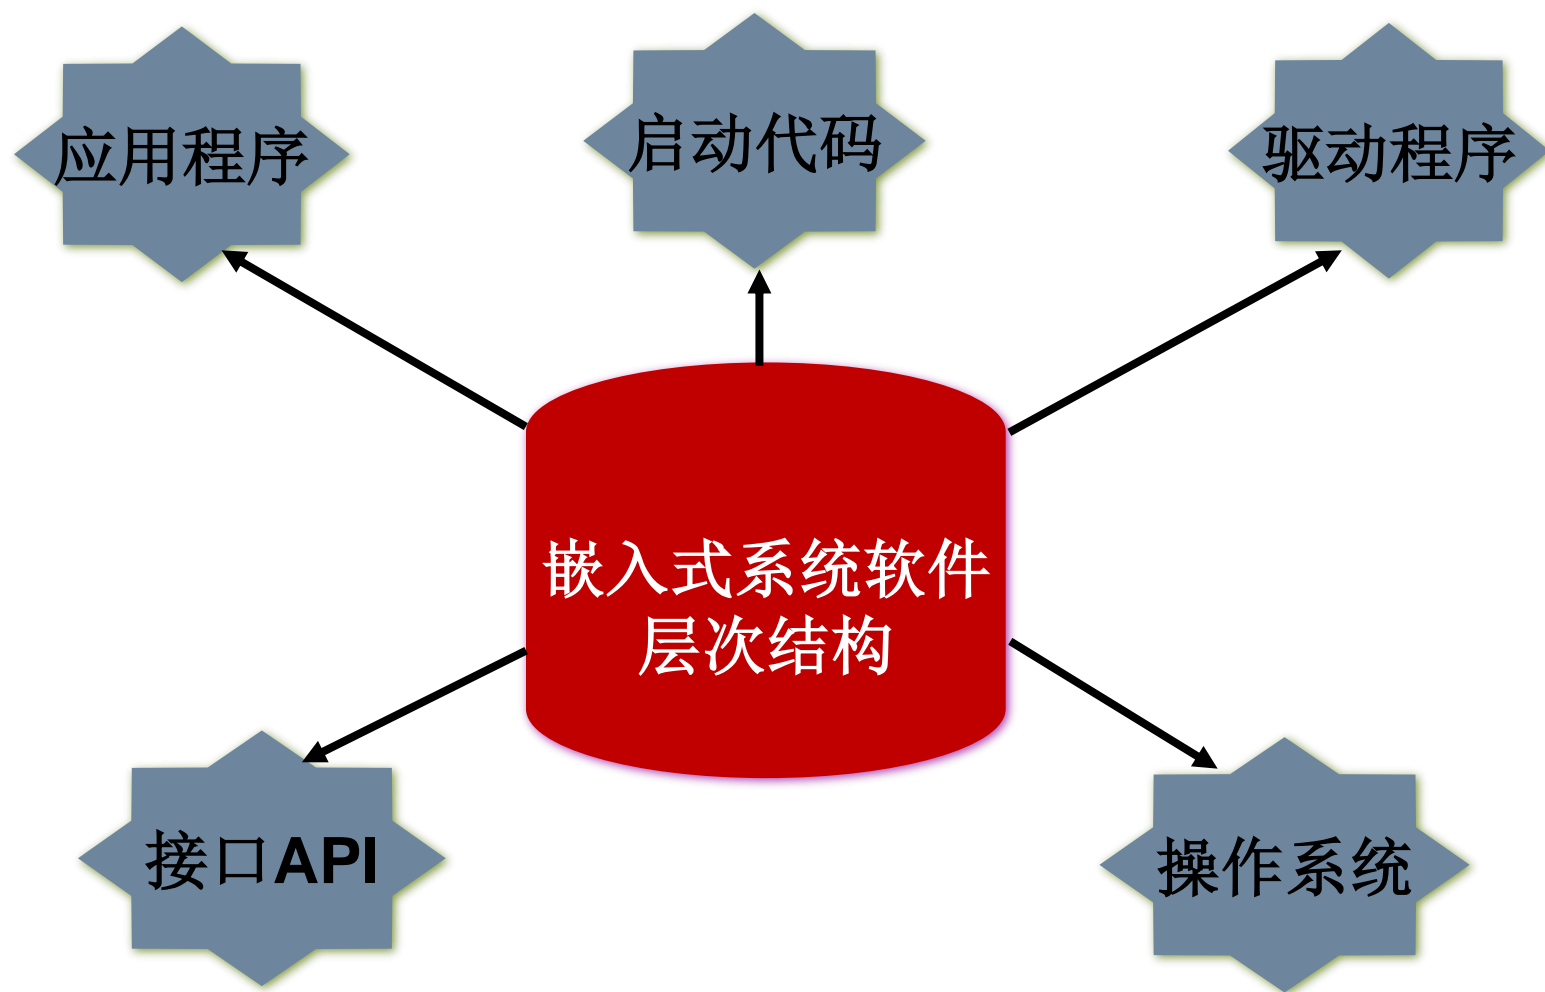 应用程序
启动代码
驱动程序
嵌入式系统软件
层次结构
接口API
操作系统